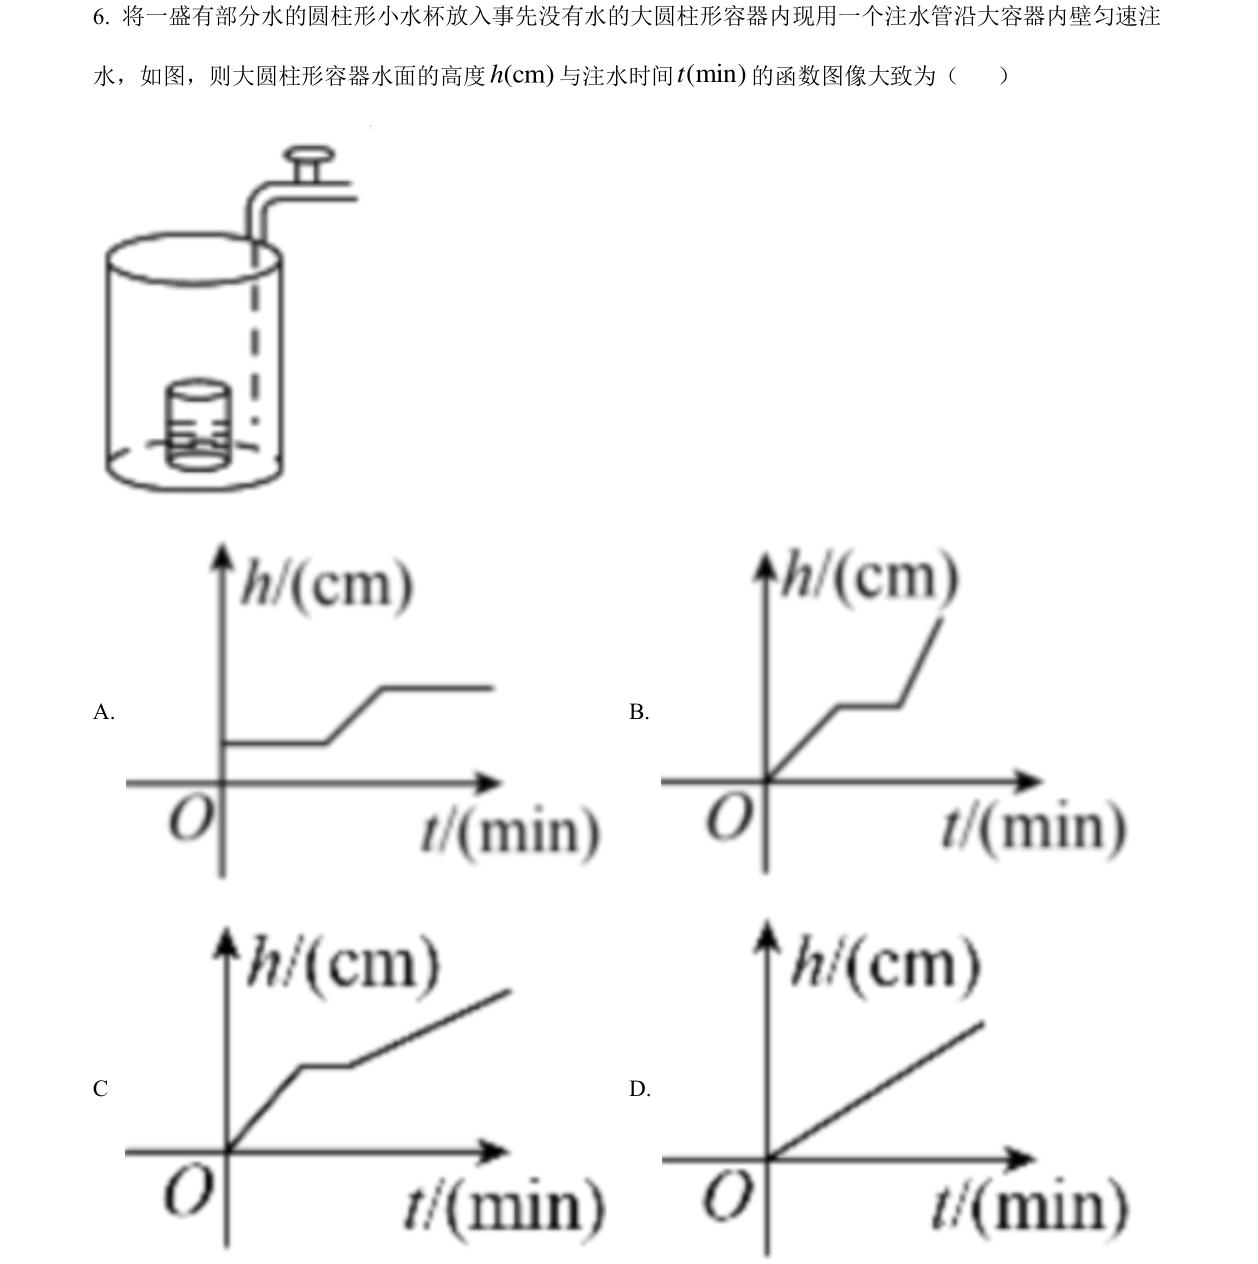 6. 将一盛有部分水的圆柱形小水杯放入事先没有水的大圆柱形容器内现用一个注水管沿大容器内壁匀速注
水，如图，则大圆柱形容器水面的高度h(cm)与注水时间t(min)的函数图像大致为（　　）
h/(cm)
h/(cm)
A.
B.
O
t/(min)
O
t/(min)
h/(cm)
h/(cm)
C
D.
O
t/(min)
O
t/(min)